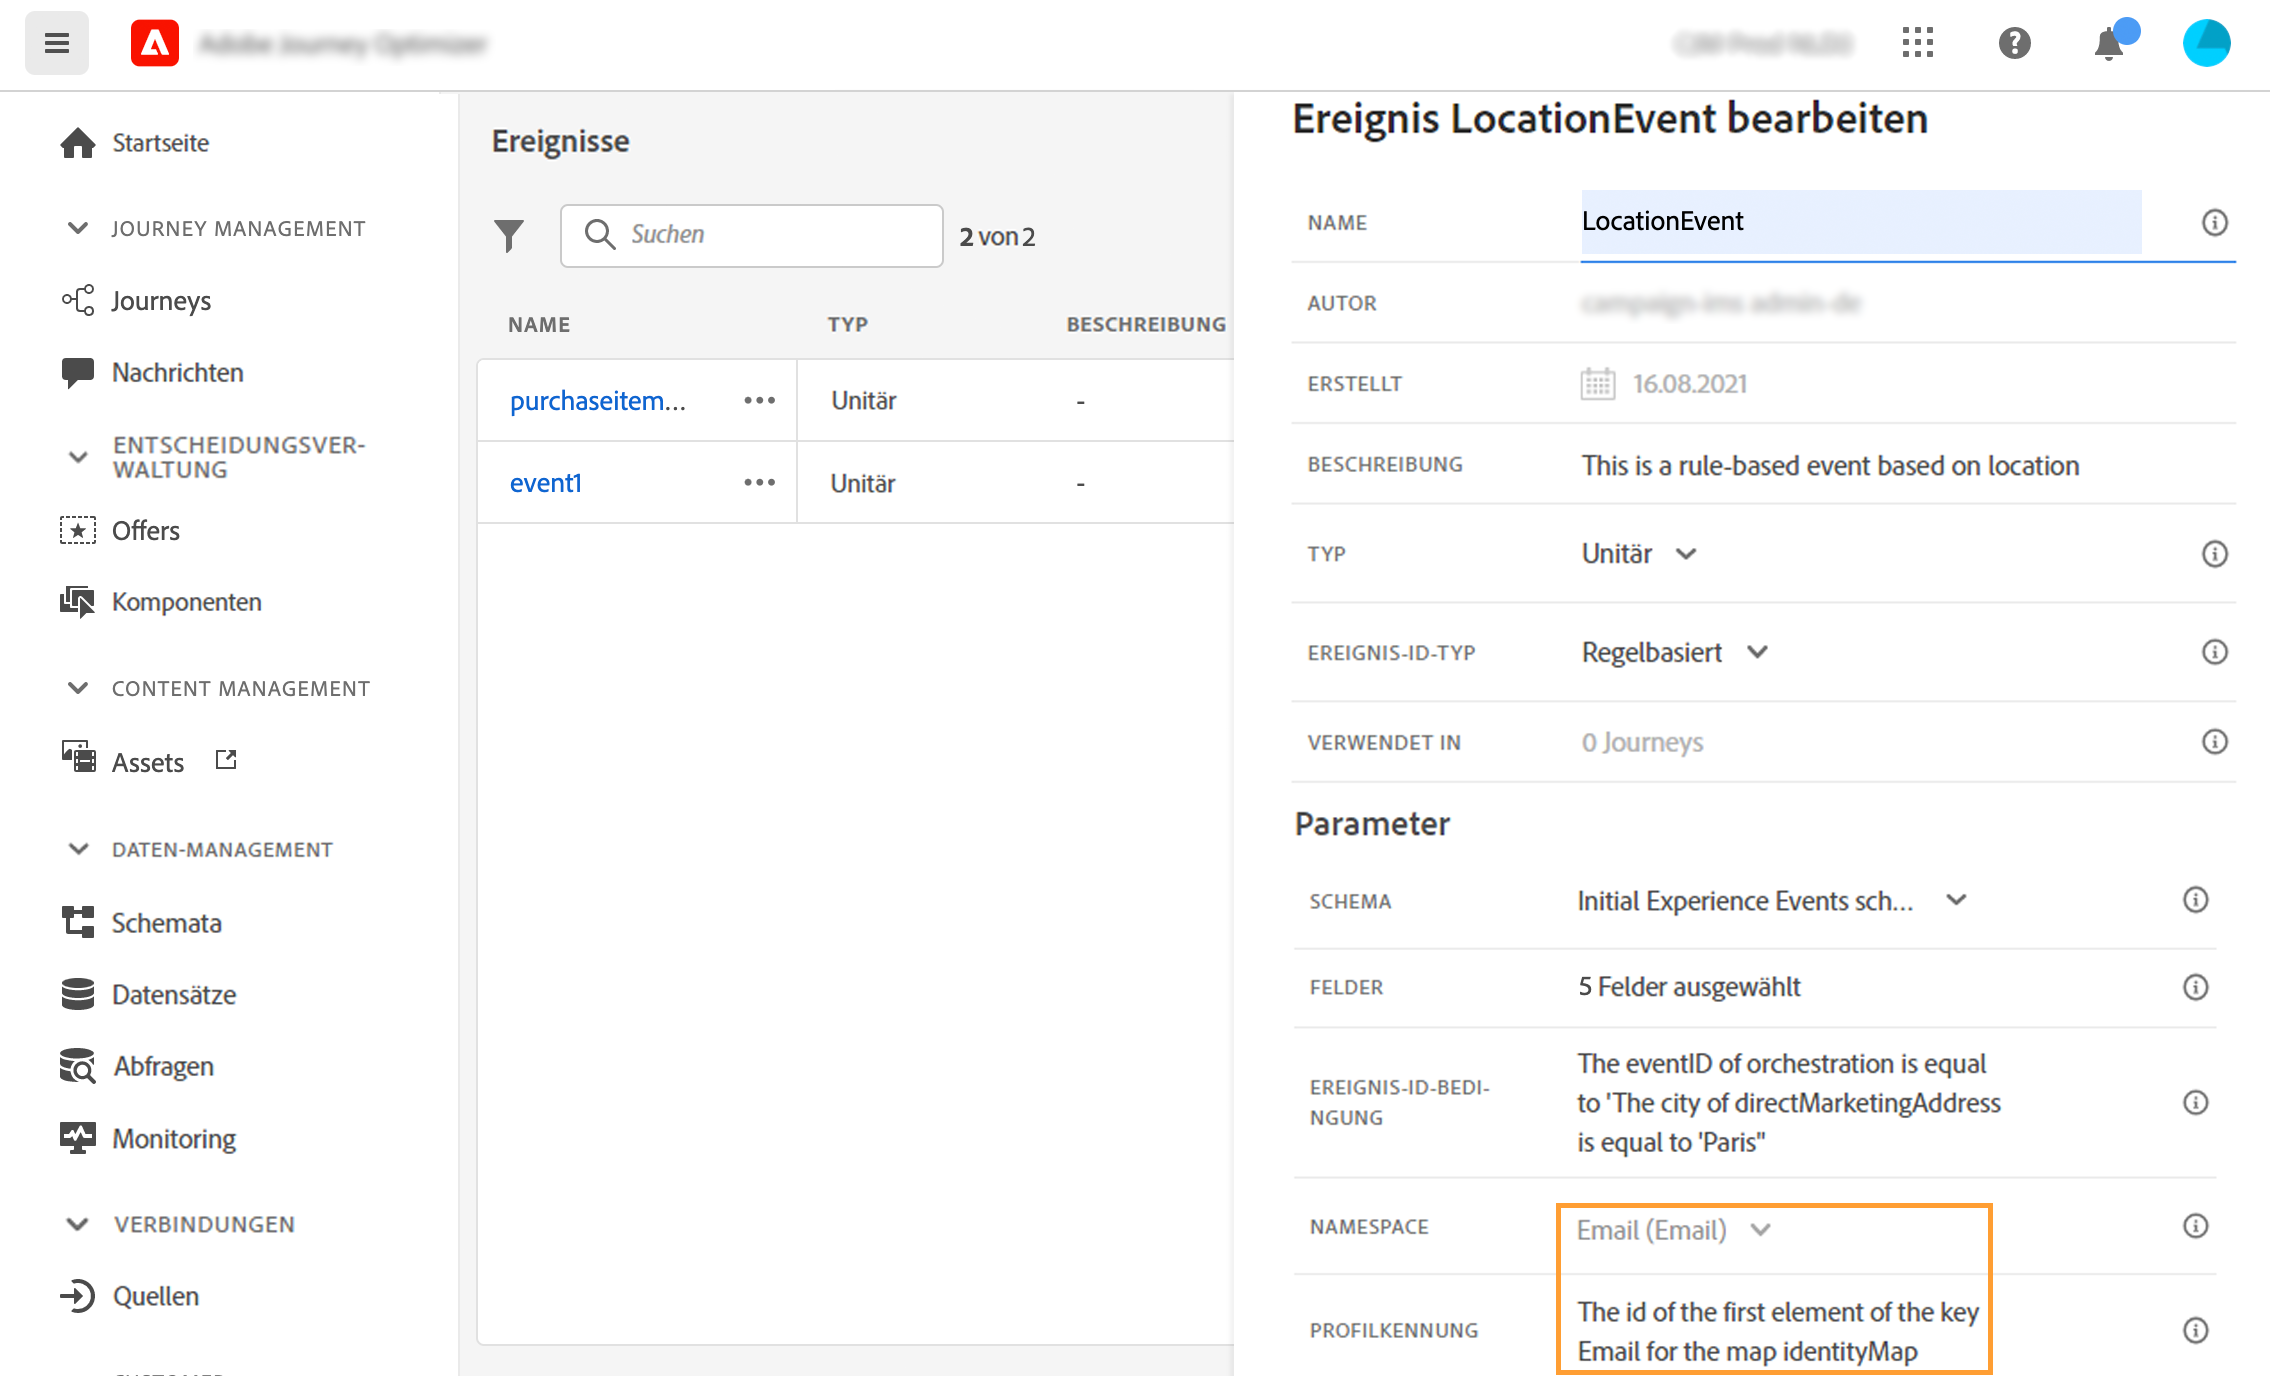 Startseite
JOURNEY MANAGEMENT
Journeys
Nachrichten
ENTSCHEIDUNGSVER-
WALTUNG
Offers
Komponenten
CONTENT MANAGEMENT
Assets
DATEN-MANAGEMENT
Schemata
Datensätze
Abfragen
Monitoring
VERBINDUNGEN
Quellen
Ereignisse
Suchen
2 von 2
NAME TYP BESCHREIBUNG
purchaseitem... ••• Unitär -
event1 ••• Unitär -
Ereignis LocationEvent bearbeiten
NAME LocationEvent
AUTOR
ERSTELLT 16.08.2021
BESCHREIBUNG This is a rule-based event based on location
TYP Unitär
EREIGNIS-ID-TYP Regelbasiert
VERWENDET IN 0 Journeys
Parameter
SCHEMA Initial Experience Events sch...
FELDER 5 Felder ausgewählt
EREIGNIS-ID-BEDI-
NGUNG
The eventID of orchestration is equal
to 'The city of directMarketingAddress
is equal to 'Paris''
NAMESPACE Email (Email)
PROFILKENNUNG
The id of the first element of the key
Email for the map identityMap